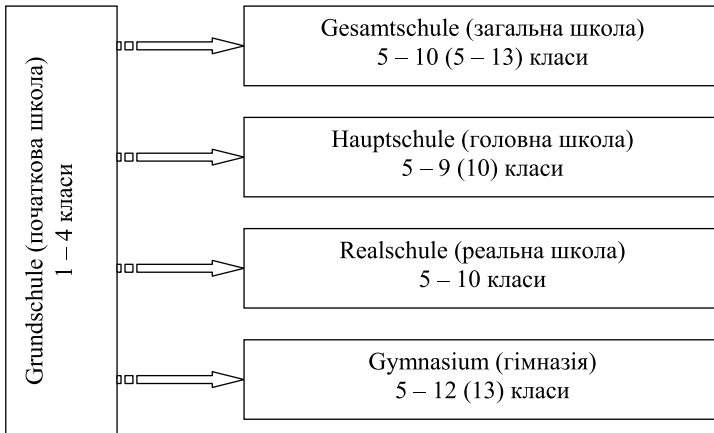 Grundschule (початкова школа)
1 – 4 класи
Gesamtschule (загальна школа)
5 – 10 (5 – 13) класи
Hauptschule (головна школа)
5 – 9 (10) класи
Realschule (реальна школа)
5 – 10 класи
Gymnasium (гімназія)
5 – 12 (13) класи